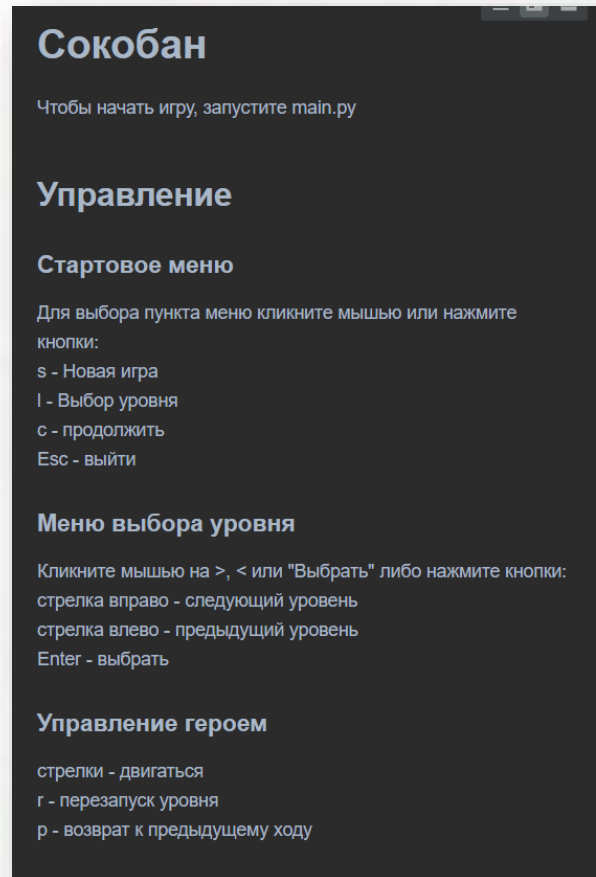 Сокобан
Чтобы начать игру, запустите main.py
Управление
Стартовое меню
Для выбора пункта меню кликните мышью или нажмите
кнопки:
s - Новая игра
l - Выбор уровня
c - продолжить
Esc - выйти
Меню выбора уровня
Кликните мышью на >, < или "Выбрать" либо нажмите кнопки:
стрелка вправо - следующий уровень
стрелка влево - предыдущий уровень
Enter - выбрать
Управление героем
стрелки - двигаться
r - перезапуск уровня
p - возврат к предыдущему ходу